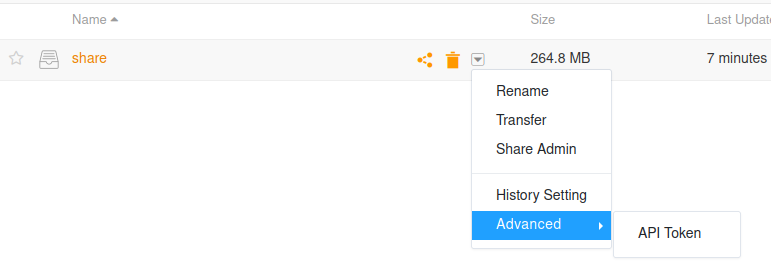 Name Size Last Update
share 264.8 MB 7 minutes
Rename
Transfer
Share Admin
History Setting
Advanced
API Token